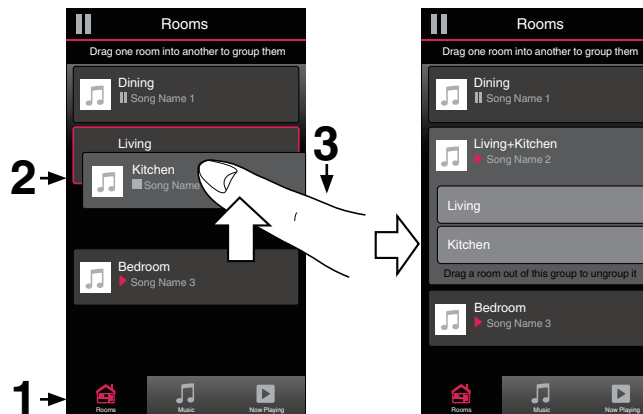 Rooms
Drag one room into another to group them
Dining
Song Name 1
Living
Kitchen
Song Name
Bedroom
Song Name 3
Rooms
Music
Now Playing
1
2
3
Rooms
Drag one room into another to group them
Dining
Song Name 1
Living+Kitchen
Song Name 2
Living
Kitchen
Drag a room out of this group to ungroup it
Bedroom
Song Name 3
Rooms
Music
Now Playing